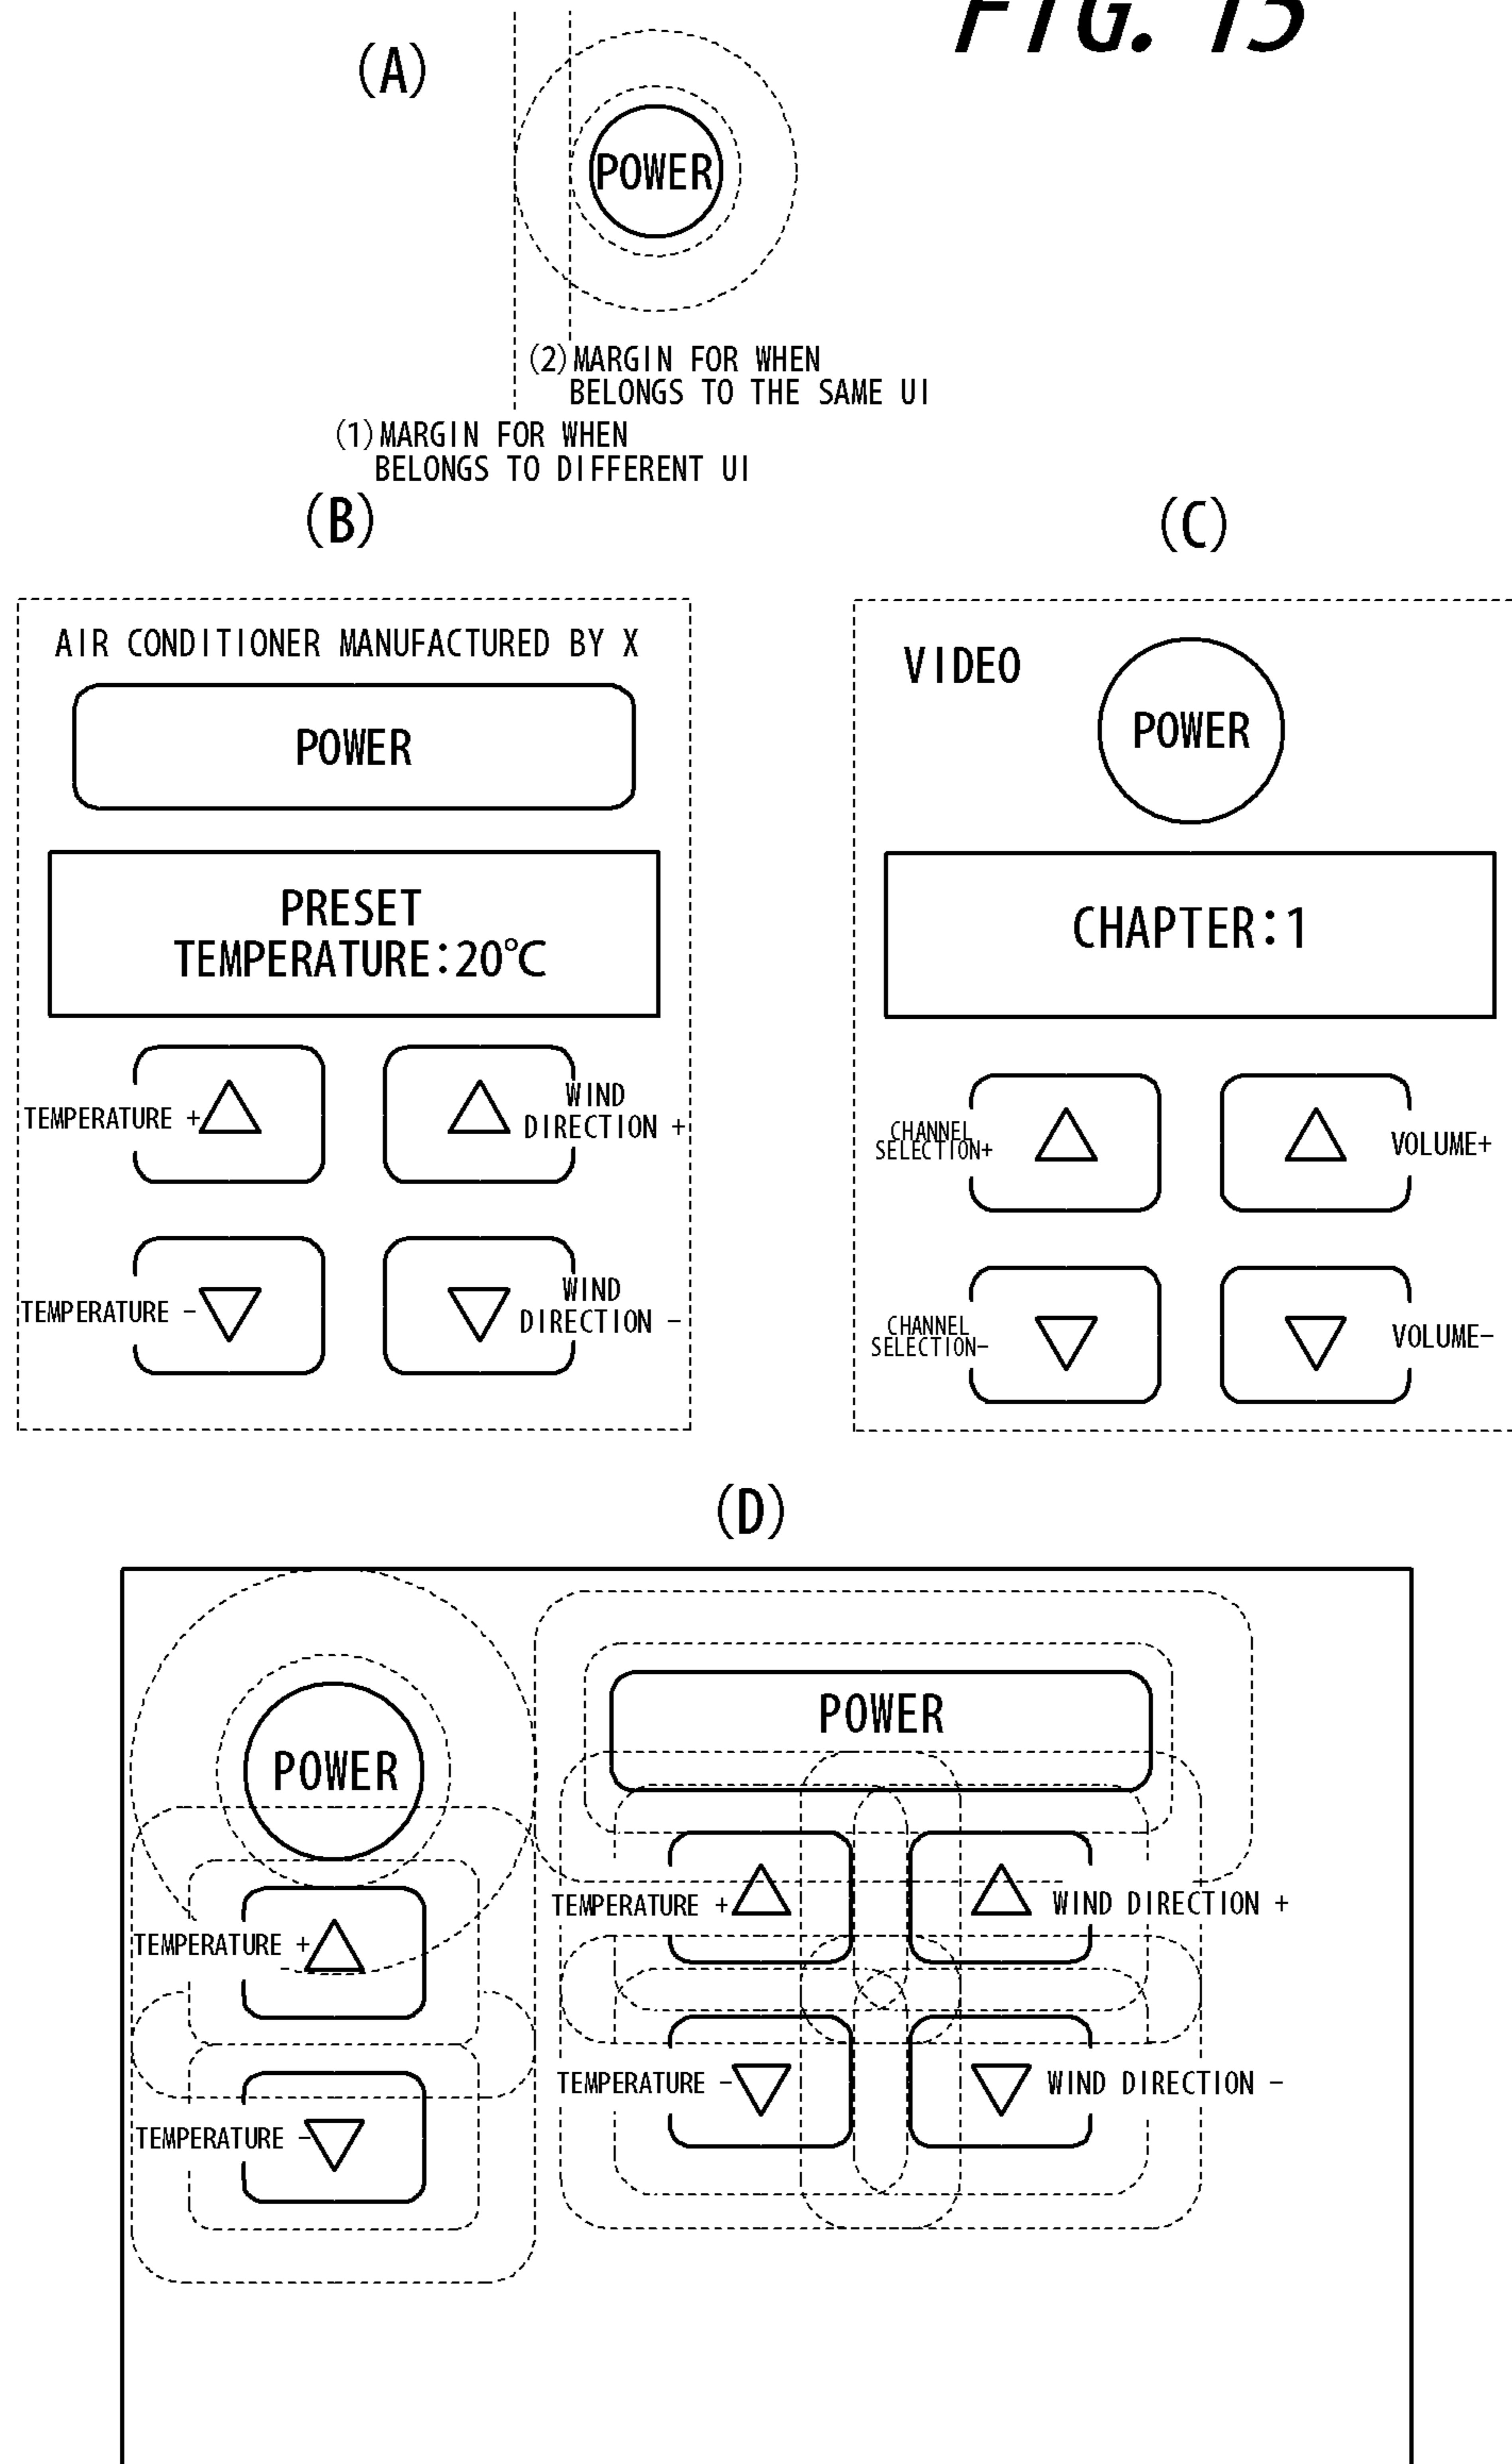 FIG.
(A)
POWER
(2)MARGIN FOR WHEN
BELONGS TO THE SAME UI
(1)MARGIN FOR WHEN
BELONGS TO DIFFERENT UI
(B)
AIR CONDITIONER MANUFACTURED BY X
POWER
PRESET
TEMPERATURE:20℃
TEMPERATURE +
WIND
DIRECTION +
TEMPERATURE -
WIND
DIRECTION -
(C)
VIDEO
POWER
CHAPTER:1
CHANNEL
SELECTION+
VOLUME+
CHANNEL
SELECTION-
VOLUME-
(D)
POWER
TEMPERATURE +
TEMPERATURE -
POWER
TEMPERATURE +
WIND DIRECTION +
TEMPERATURE -
WIND DIRECTION -